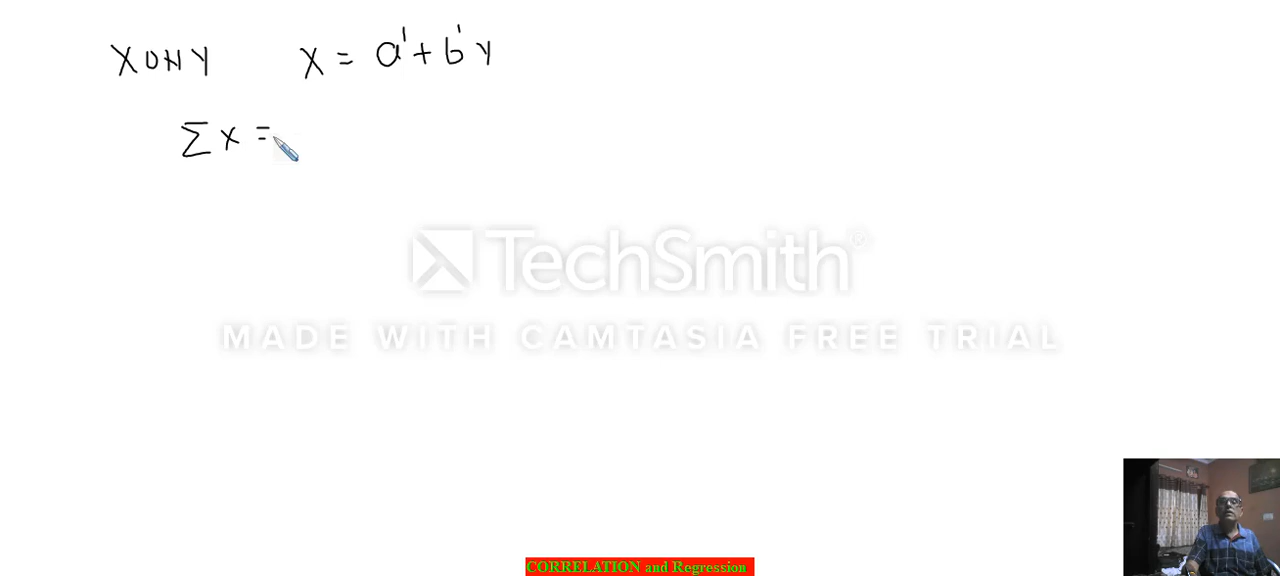 X ON Y X = a' + b' Y
Σ X =
TechSmith®
MADE WITH CAMTASIA FREE TRIAL
CORRELATION and Regression